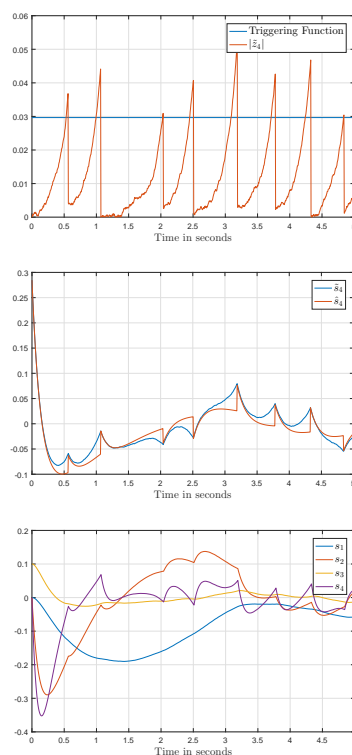 0.06
0.05
0.04
0.03
0.02
0.01
0
Triggering Function
|z̃₄|
0 0.5 1 1.5 2 2.5 3 3.5 4 4.5
Time in seconds
0.3
0.25
0.2
0.15
0.1
0.05
0
-0.05
-0.1
s̄₄
ŝ₄
0 0.5 1 1.5 2 2.5 3 3.5 4 4.5
Time in seconds
0.2
0.1
0
-0.1
-0.2
-0.3
-0.4
s₁
s₂
s₃
s₄
0 0.5 1 1.5 2 2.5 3 3.5 4 4.5
Time in seconds